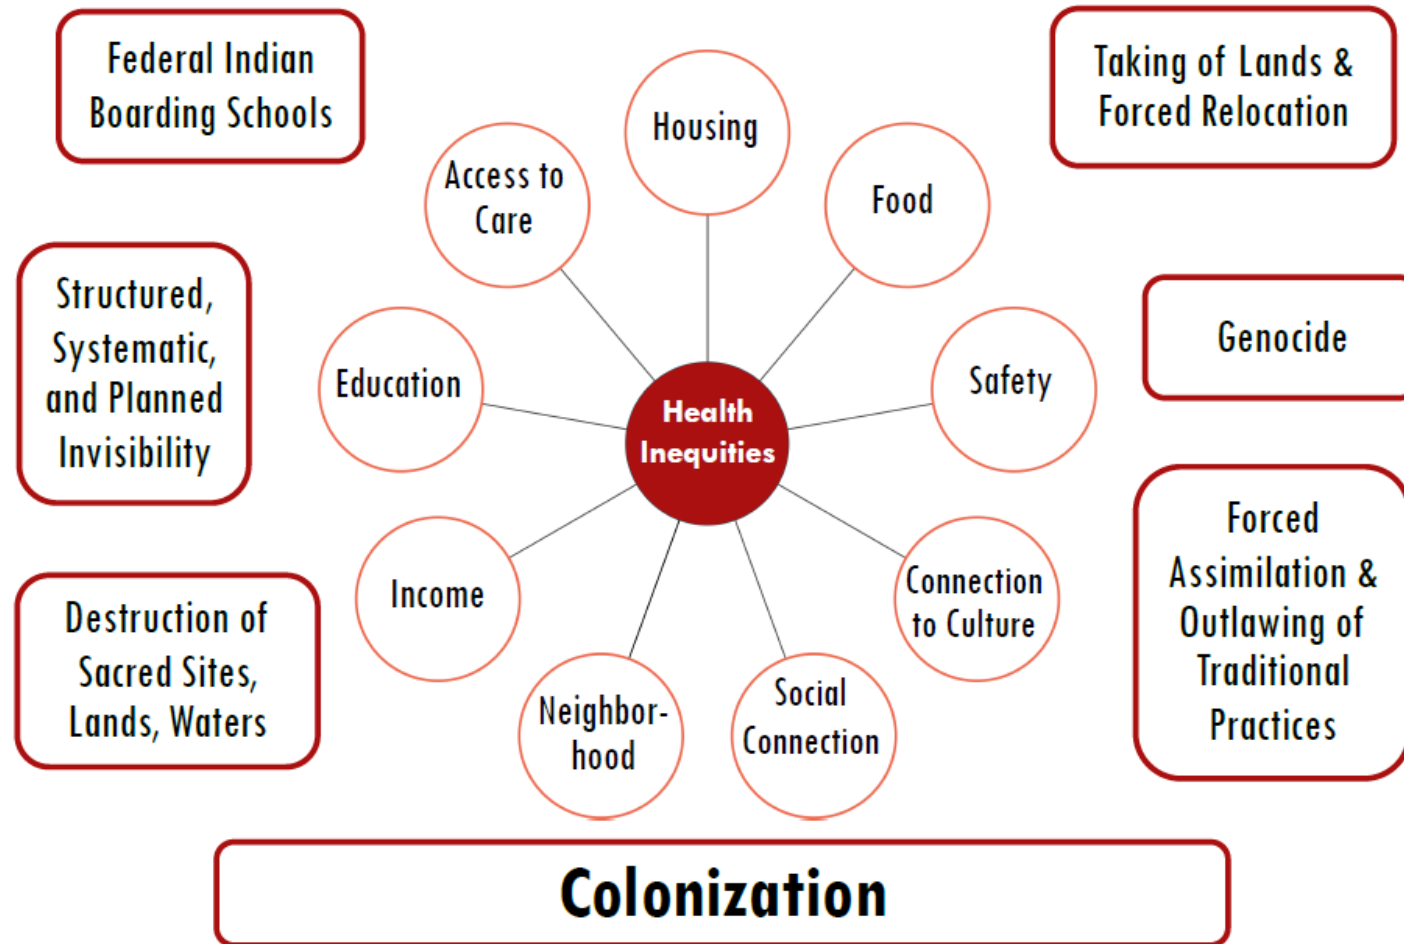 Federal Indian
Boarding Schools
Taking of Lands &
Forced Relocation
Housing
Access to
Care
Food
Structured,
Systematic,
and Planned
Invisibility
Genocide
Education
Safety
Health
Inequities
Forced
Assimilation &
Outlawing of
Traditional
Practices
Income
Connection
to Culture
Destruction of
Sacred Sites,
Lands, Waters
Neighbor-
hood
Social
Connection
Colonization